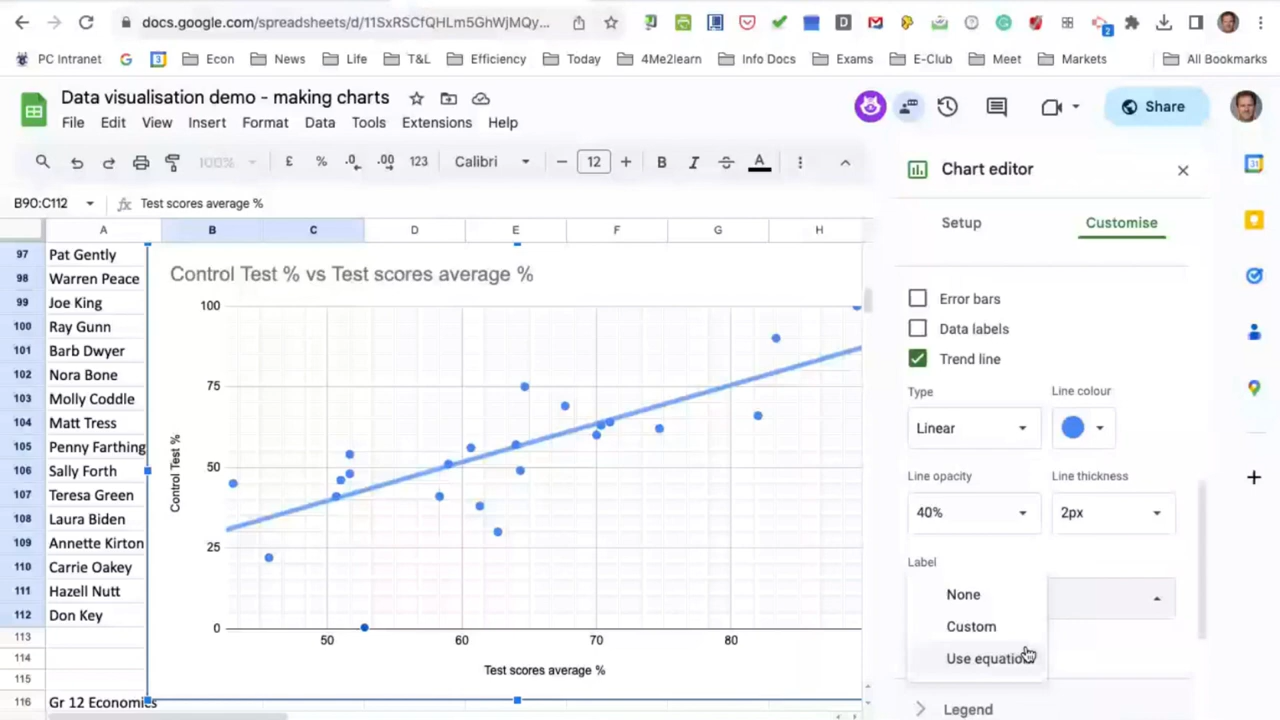 docs.google.com/spreadsheets/d/11SxRSCfQHLm5GhWjMQy...
2
PC Intranet
G
3
Econ
News
Life
T&L
Efficiency
Today
4Me2learn
Info Docs
Exams
E-Club
Meet
Markets
All Bookmarks
Data visualisation demo - making charts
Share
File Edit View Insert Format Data Tools Extensions Help
100% £ % .0 .00 123 Calibri − 12 + B I S A
B90:C112 fx Test scores average %
A B C D E F G H
97 Pat Gently
98 Warren Peace
99 Joe King
100 Ray Gunn
101 Barb Dwyer
102 Nora Bone
103 Molly Coddle
104 Matt Tress
105 Penny Farthing
106 Sally Forth
107 Teresa Green
108 Laura Biden
109 Annette Kirton
110 Carrie Oakey
111 Hazell Nutt
112 Don Key
113
114
115
116 Gr 12 Economics
Control Test % vs Test scores average %
100
75
50
25
0
Control Test %
50 60 70 80
Test scores average %
Chart editor
Setup Customise
Error bars
Data labels
Trend line
Type Line colour
Linear
Line opacity Line thickness
40% 2px
Label
None
Custom
Use equation
Legend